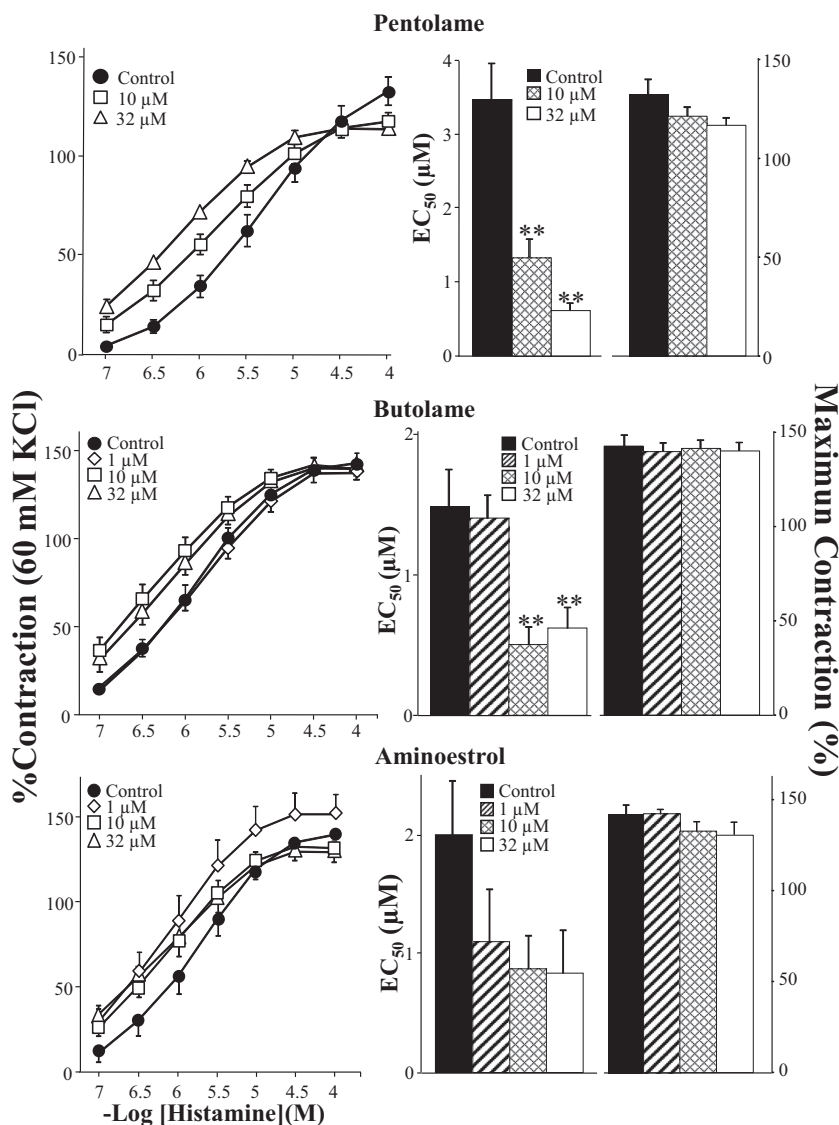 Pentolame
150
100
50
0
Control
10 µM
32 µM
7 6.5 6 5.5 5 4.5 4
4
3
2
1
0
EC50 (µM)
Control
10 µM
32 µM
**
**
150
100
50
0
%Contraction (60 mM KCl)
Maximun Contraction (%)
Butolame
150
100
50
0
Control
1 µM
10 µM
32 µM
7 6.5 6 5.5 5 4.5 4
2
1
0
EC50 (µM)
Control
1 µM
10 µM
32 µM
**
**
150
100
50
0
Aminoestrol
150
100
50
0
Control
1 µM
10 µM
32 µM
7 6.5 6 5.5 5 4.5 4
-Log [Histamine](M)
2
1
0
EC50 (µM)
Control
1 µM
10 µM
32 µM
150
100
50
0